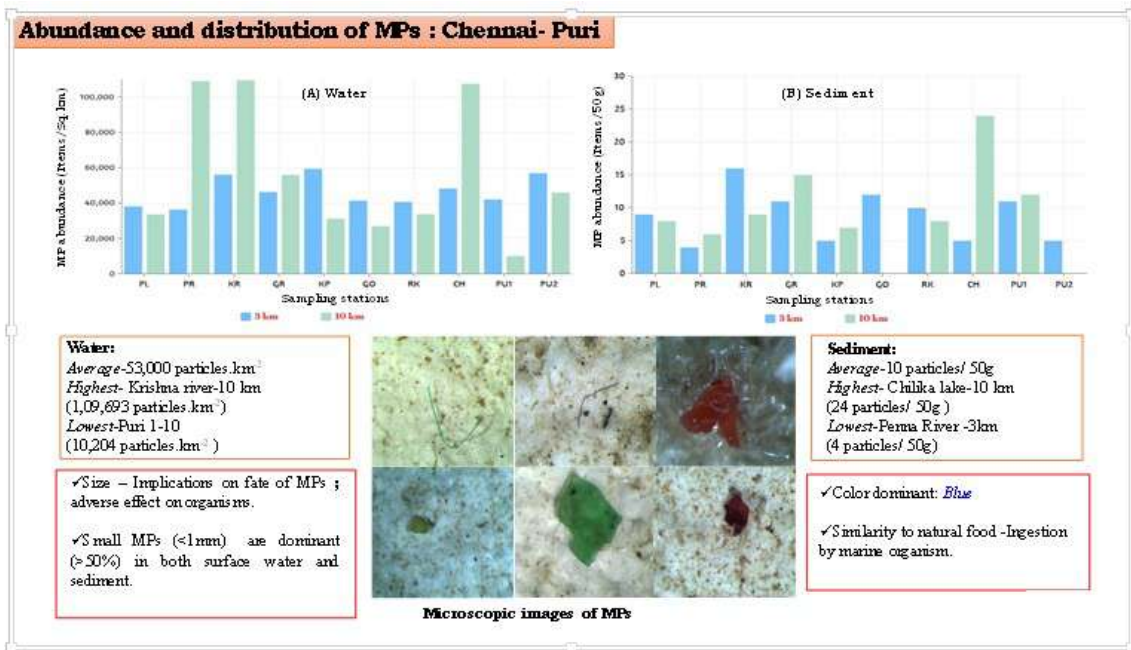 Abundance and distribution of MPs : Chennai- Puri
(A) Water
MP abundance (Items /Sq. km)
100,000
80,000
60,000
40,000
20,000
0
PL PR KR GR KP GO RK CH PU1 PU2
Sampling stations
3 km 10 km
(B) Sediment
MP abundance (Items /50 g)
30
25
20
15
10
5
0
PL PR KR GR KP GO RK CH PU1 PU2
Sampling stations
3 km 10 km
Water:
Average-53,000 particles.km⁻²
Highest- Krishna river-10 km
(1,09,693 particles.km⁻²)
Lowest-Puri 1-10
(10,204 particles.km⁻² )
✓Size – Implications on fate of MPs ;
adverse effect on organisms.
✓Small MPs (<1mm) are dominant
(>50%) in both surface water and
sediment.
Microscopic images of MPs
Sediment:
Average-10 particles/ 50g
Highest- Chilika lake-10 km
(24 particles/ 50g )
Lowest-Penna River -3km
(4 particles/ 50g)
✓Color dominant: Blue
✓Similarity to natural food -Ingestion
by marine organism.